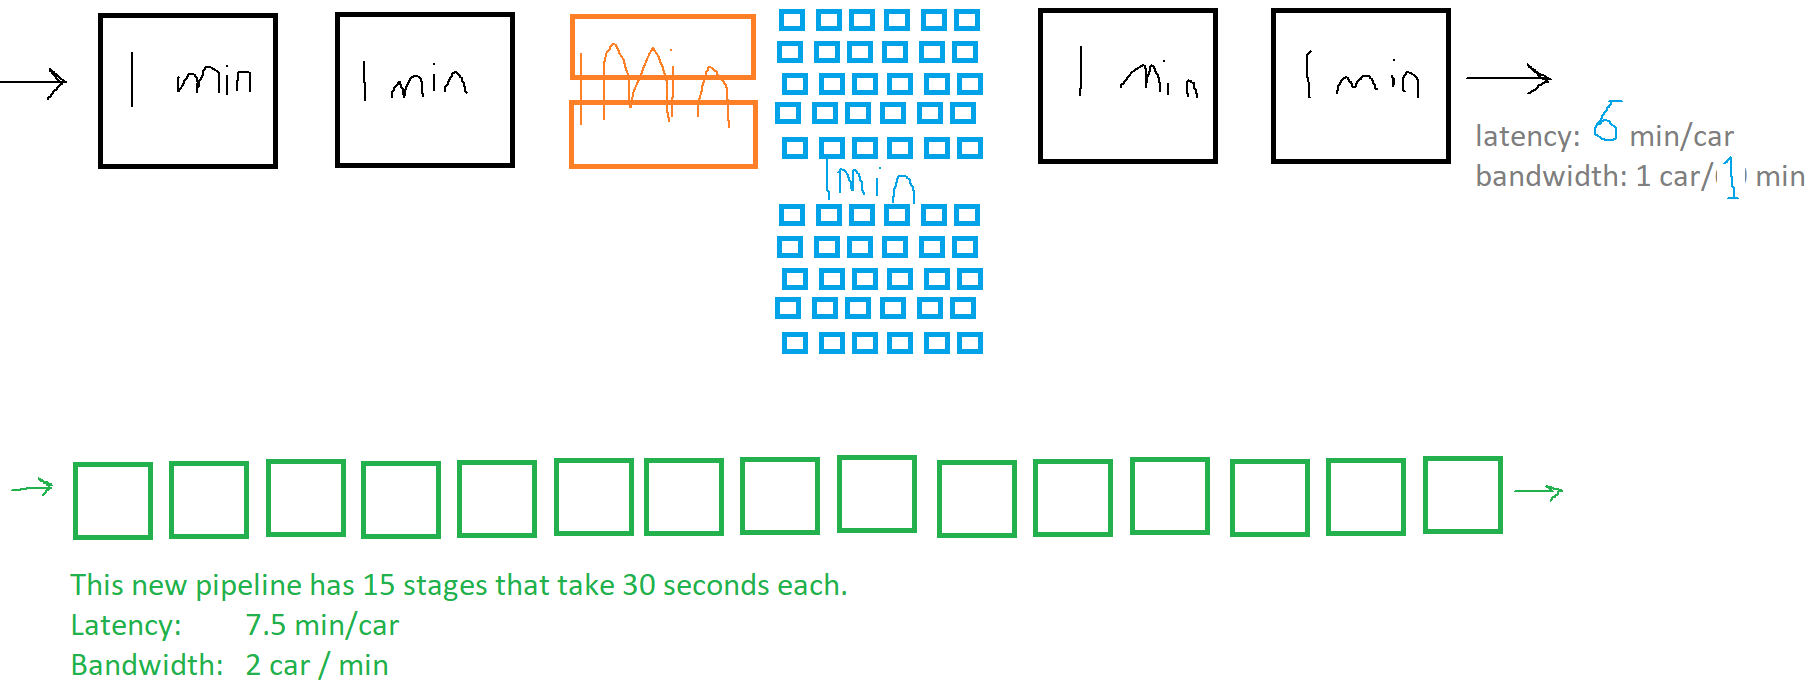 1 min
1 min
1 Min
1 min
1 min
1 min
latency: 6 min/car
bandwidth: 1 car/1 min
This new pipeline has 15 stages that take 30 seconds each.
Latency: 7.5 min/car
Bandwidth: 2 car / min